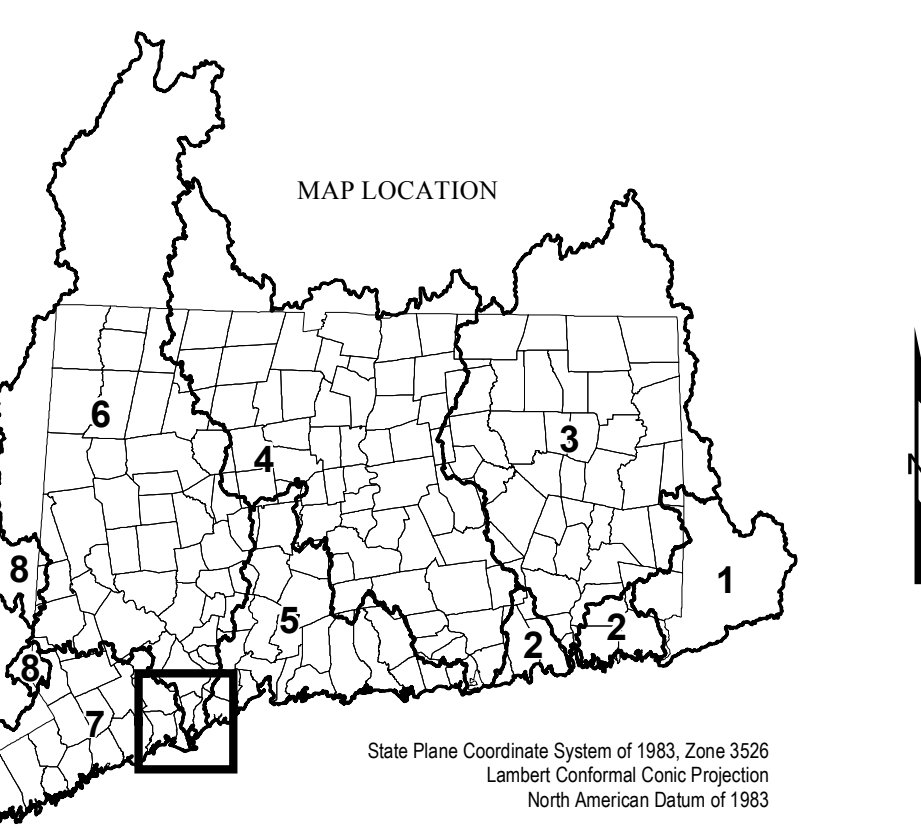 MAP LOCATION
6
4
3
8
1
5
2
2
8
7
State Plane Coordinate System of 1983, Zone 3526
Lambert Conformal Conic Projection
North American Datum of 1983